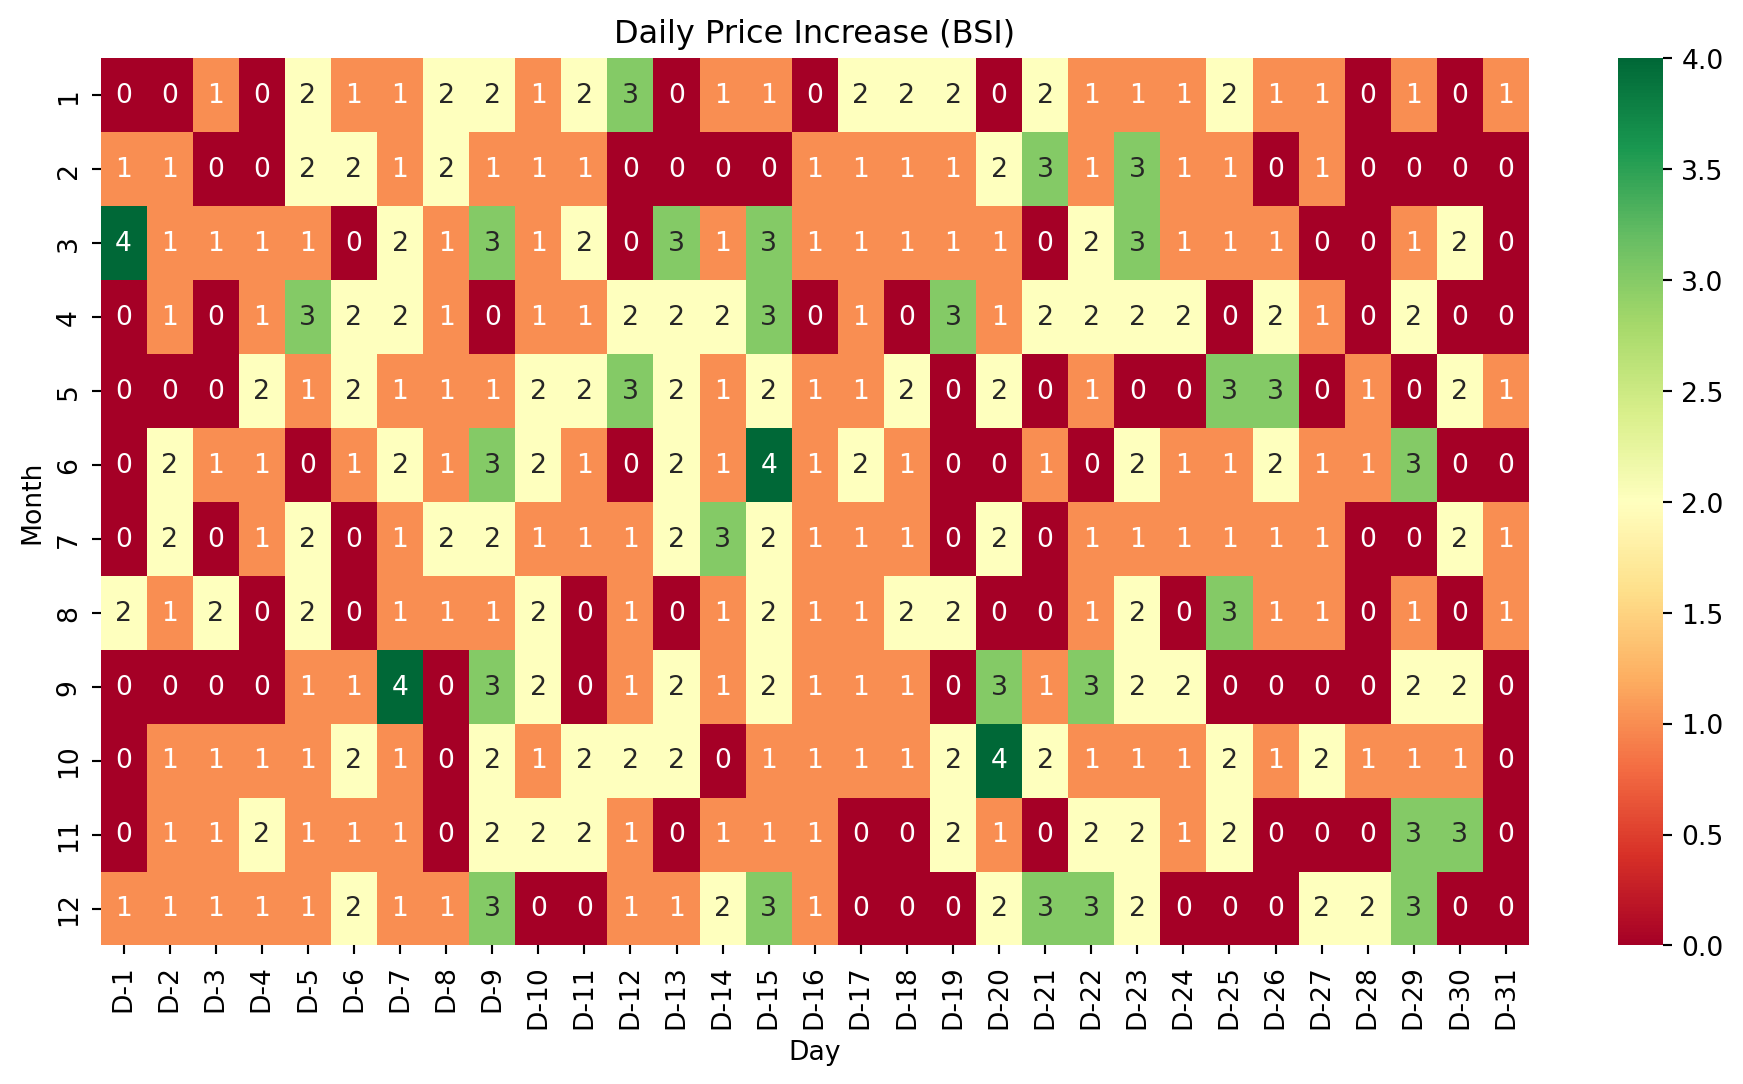 Daily Price Increase (BSI)
1 0 0 1 0 2 1 1 2 2 1 2 3 0 1 1 0 2 2 2 0 2 1 1 1 2 1 1 0 1 0 1
2 1 1 0 0 2 2 1 2 1 1 1 0 0 0 0 1 1 1 1 2 3 1 3 1 1 0 1 0 0 0 0
3 4 1 1 1 1 0 2 1 3 1 2 0 3 1 3 1 1 1 1 1 0 2 3 1 1 1 0 0 1 2 0
4 0 1 0 1 3 2 2 1 0 1 1 2 2 2 3 0 1 0 3 1 2 2 2 2 0 2 1 0 2 0 0
5 0 0 0 2 1 2 1 1 1 2 2 3 2 1 2 1 1 2 0 2 0 1 0 0 3 3 0 1 0 2 1
6 0 2 1 1 0 1 2 1 3 2 1 0 2 1 4 1 2 1 0 0 1 0 2 1 1 2 1 1 3 0 0
7 0 2 0 1 2 0 1 2 2 1 1 1 2 3 2 1 1 1 0 2 0 1 1 1 1 1 1 0 0 2 1
8 2 1 2 0 2 0 1 1 1 2 0 1 0 1 2 1 1 2 2 0 0 1 2 0 3 1 1 0 1 0 1
9 0 0 0 0 1 1 4 0 3 2 0 1 2 1 2 1 1 1 0 3 1 3 2 2 0 0 0 0 2 2 0
10 0 1 1 1 1 2 1 0 2 1 2 2 2 0 1 1 1 1 2 4 2 1 1 1 2 1 2 1 1 1 0
11 0 1 1 2 1 1 1 0 2 2 2 1 0 1 1 1 0 0 2 1 0 2 2 1 2 0 0 0 3 3 0
12 1 1 1 1 1 2 1 1 3 0 0 1 1 2 3 1 0 0 0 2 3 3 2 0 0 0 2 2 3 0 0
Month
D-1 D-2 D-3 D-4 D-5 D-6 D-7 D-8 D-9 D-10 D-11 D-12 D-13 D-14 D-15 D-16 D-17 D-18 D-19 D-20 D-21 D-22 D-23 D-24 D-25 D-26 D-27 D-28 D-29 D-30 D-31
Day
4.0
3.5
3.0
2.5
2.0
1.5
1.0
0.5
0.0